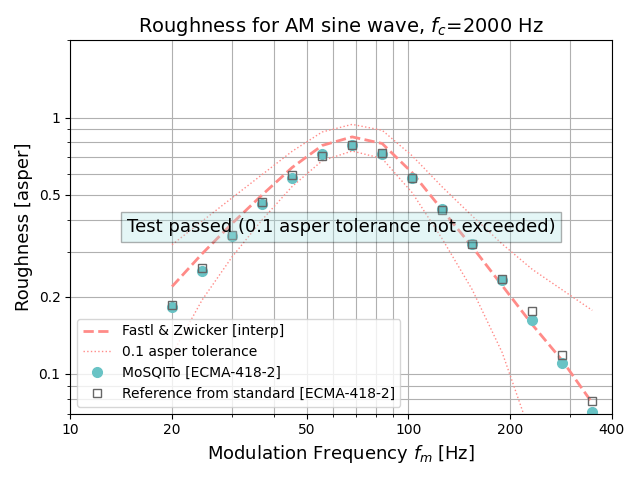 Roughness for AM sine wave, fc=2000 Hz
Roughness [asper]
1
0.5
0.2
0.1
Test passed (0.1 asper tolerance not exceeded)
Fastl & Zwicker [interp]
0.1 asper tolerance
MoSQITo [ECMA-418-2]
Reference from standard [ECMA-418-2]
10 20 50 100 200 400
Modulation Frequency fm [Hz]